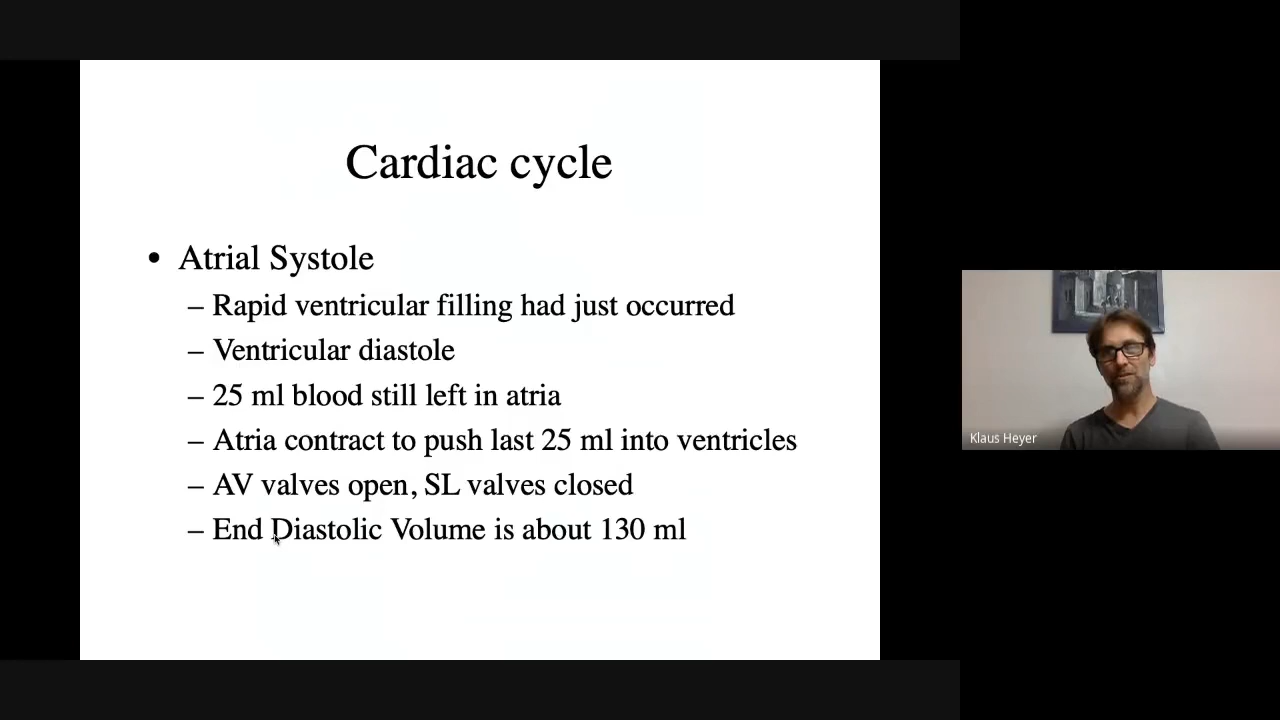 Cardiac cycle
• Atrial Systole
– Rapid ventricular filling had just occurred
– Ventricular diastole
– 25 ml blood still left in atria
– Atria contract to push last 25 ml into ventricles
– AV valves open, SL valves closed
– End Diastolic Volume is about 130 ml
Klaus Heyer